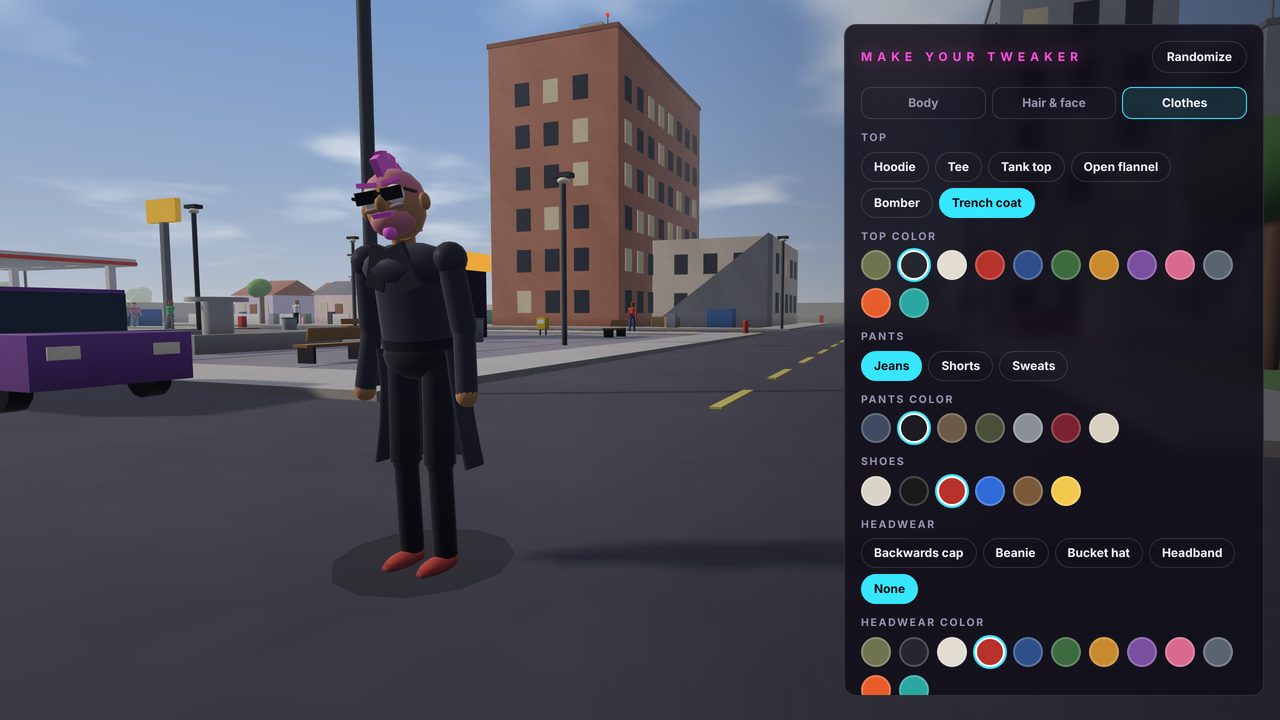 MAKE YOUR TWEAKER
Randomize
Body
Hair & face
Clothes
TOP
Hoodie
Tee
Tank top
Open flannel
Bomber
Trench coat
TOP COLOR
PANTS
Jeans
Shorts
Sweats
PANTS COLOR
SHOES
HEADWEAR
Backwards cap
Beanie
Bucket hat
Headband
None
HEADWEAR COLOR